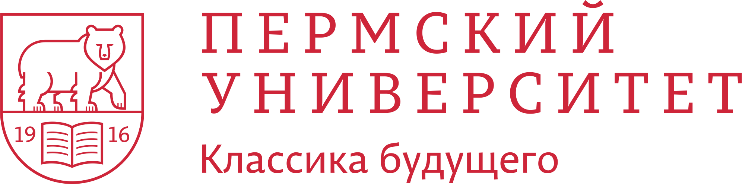 ПЕРМСКИЙ
УНИВЕРСИТЕТ
19 16
Классика будущего